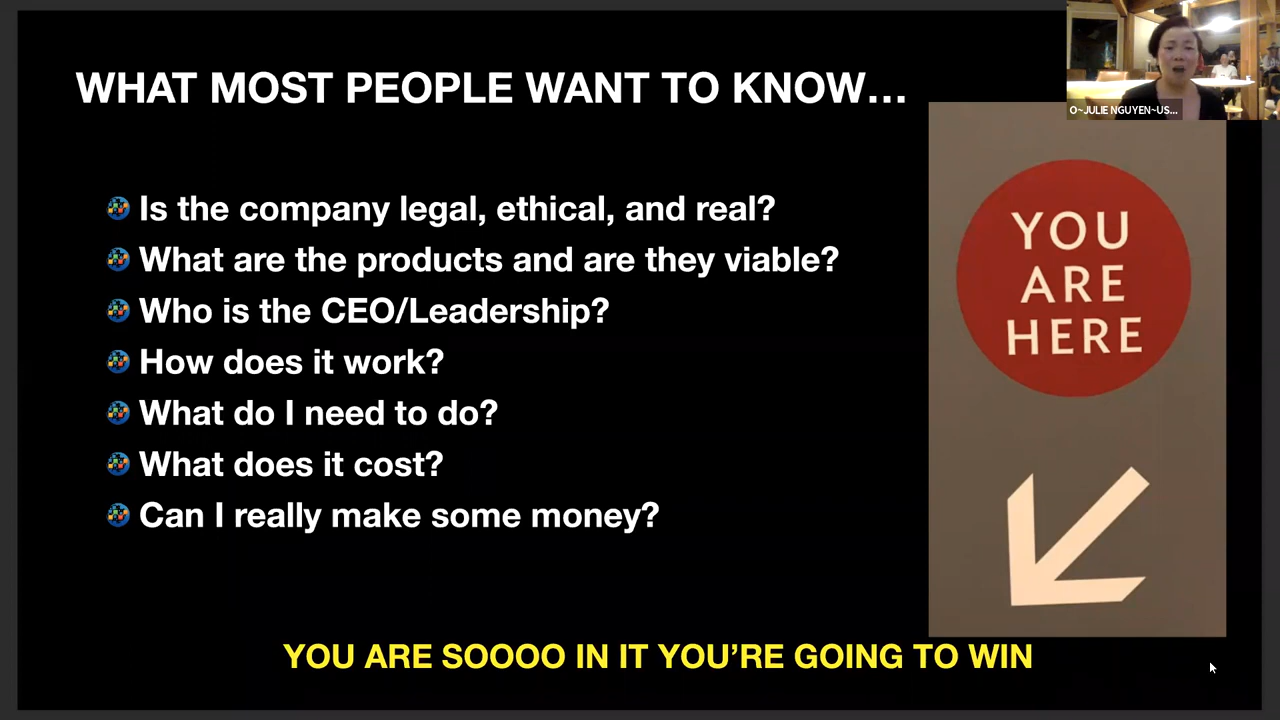 WHAT MOST PEOPLE WANT TO KNOW…
O~JULIE NGUYEN~US...
Is the company legal, ethical, and real?
What are the products and are they viable?
Who is the CEO/Leadership?
How does it work?
What do I need to do?
What does it cost?
Can I really make some money?
YOU
ARE
HERE
YOU ARE SOOOO IN IT YOU’RE GOING TO WIN